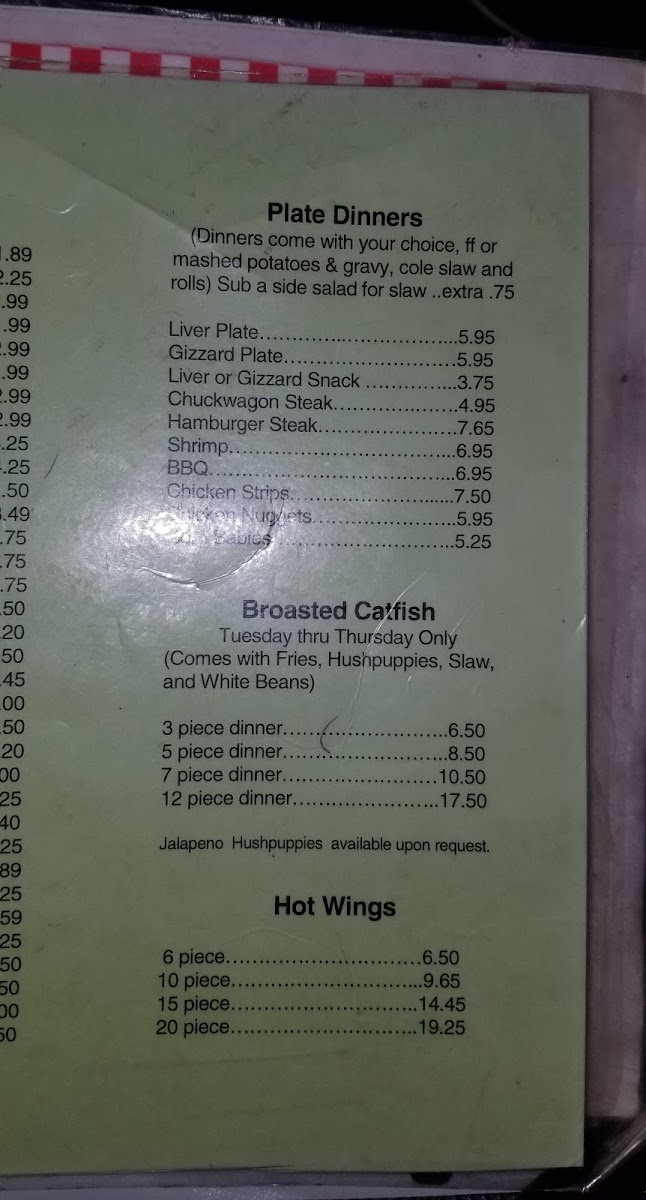 .89
2.25
.99
.99
.99
.99
2.99
2.99
.25
.25
.50
.49
.75
.75
.75
.50
.20
50
.45
.00
.50
.20
00
25
40
25
89
25
59
25
50
50
00
50
Plate Dinners
(Dinners come with your choice, ff or
mashed potatoes & gravy, cole slaw and
rolls) Sub a side salad for slaw ..extra .75
Liver Plate.................................5.95
Gizzard Plate.............................5.95
Liver or Gizzard Snack ...............3.75
Chuckwagon Steak.....................4.95
Hamburger Steak.......................7.65
Shrimp......................................6.95
BBQ.........................................6.95
Chicken Strips...........................7.50
Chicken Nuggets.......................5.95
Babies..............................5.25
Broasted Catfish
Tuesday thru Thursday Only
(Comes with Fries, Hushpuppies, Slaw,
and White Beans)
3 piece dinner...........................6.50
5 piece dinner...........................8.50
7 piece dinner..........................10.50
12 piece dinner........................17.50
Jalapeno Hushpuppies available upon request.
Hot Wings
6 piece................................6.50
10 piece................................9.65
15 piece...............................14.45
20 piece...............................19.25